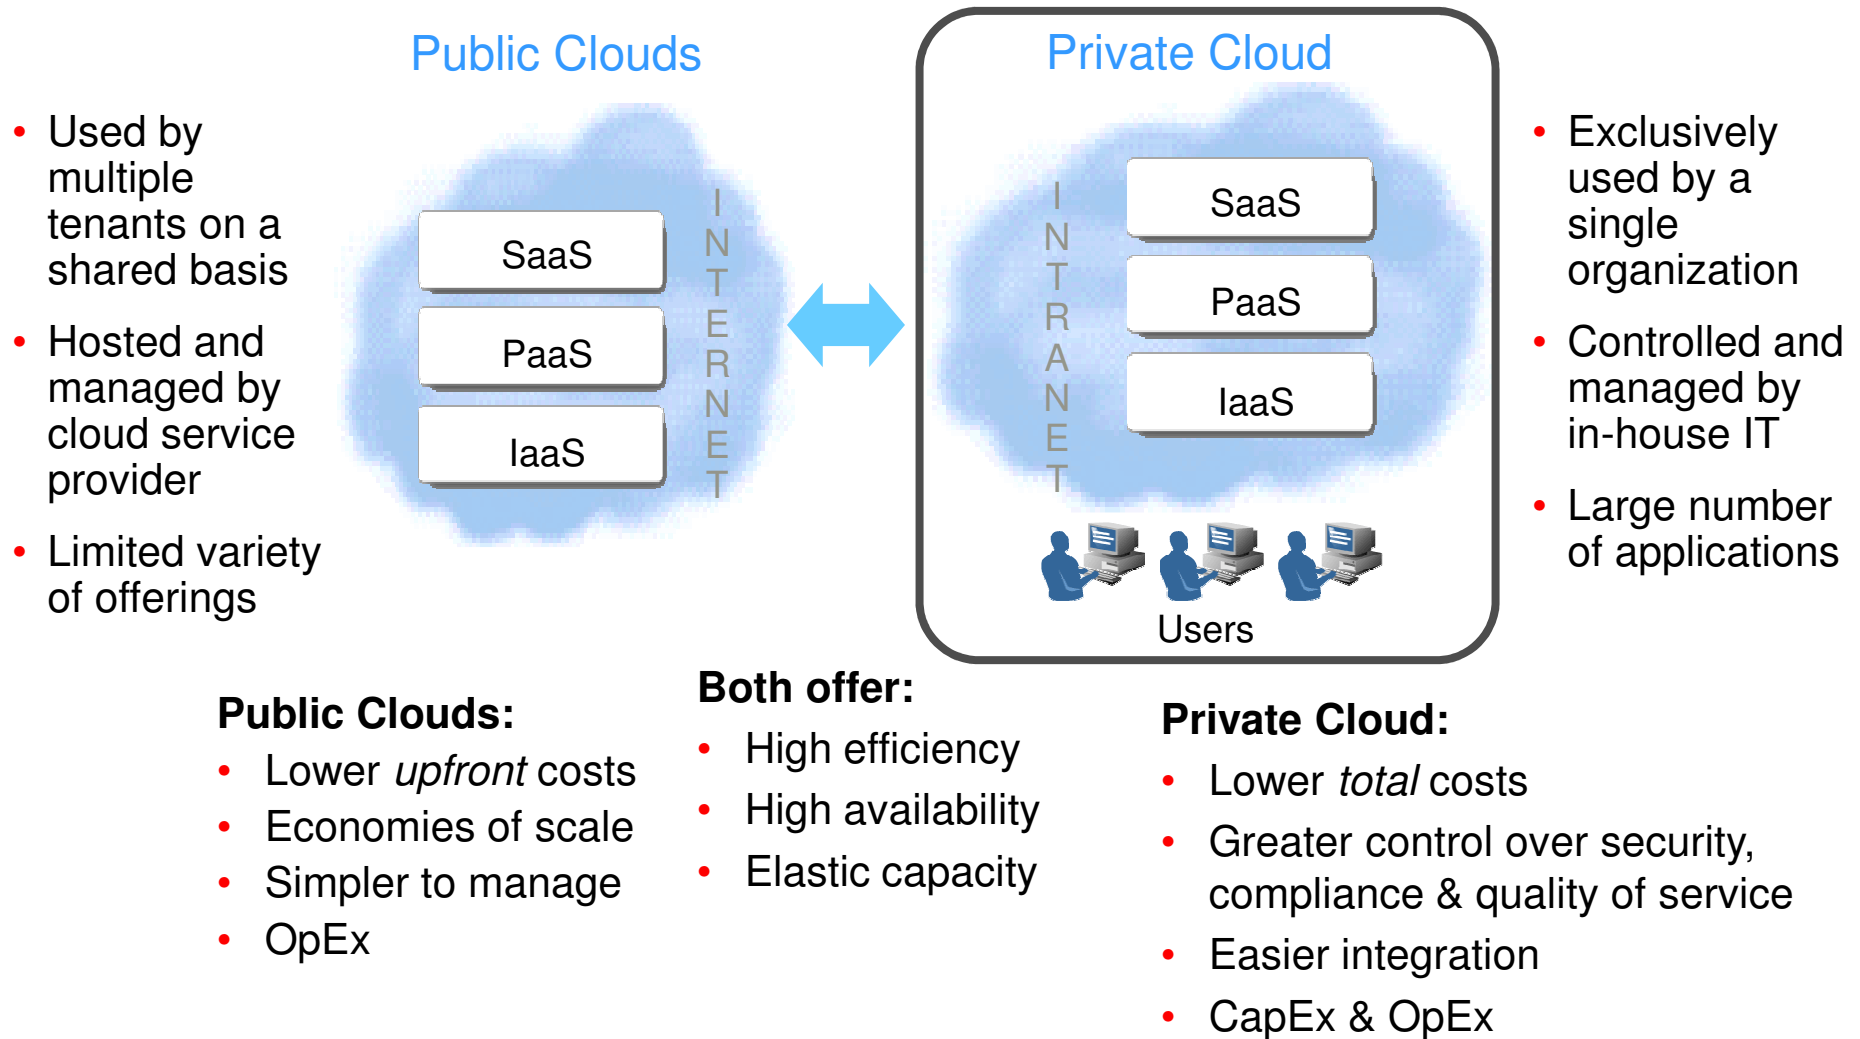 Public Clouds
Private Cloud
• Used by
multiple
tenants on a
shared basis
• Hosted and
managed by
cloud service
provider
• Limited variety
of offerings
SaaS
PaaS
IaaS
INTERNET
INTRANET
SaaS
PaaS
IaaS
Users
• Exclusively
used by a
single
organization
• Controlled and
managed by
in-house IT
• Large number
of applications
Public Clouds:
• Lower upfront costs
• Economies of scale
• Simpler to manage
• OpEx
Both offer:
• High efficiency
• High availability
• Elastic capacity
Private Cloud:
• Lower total costs
• Greater control over security,
compliance & quality of service
• Easier integration
• CapEx & OpEx